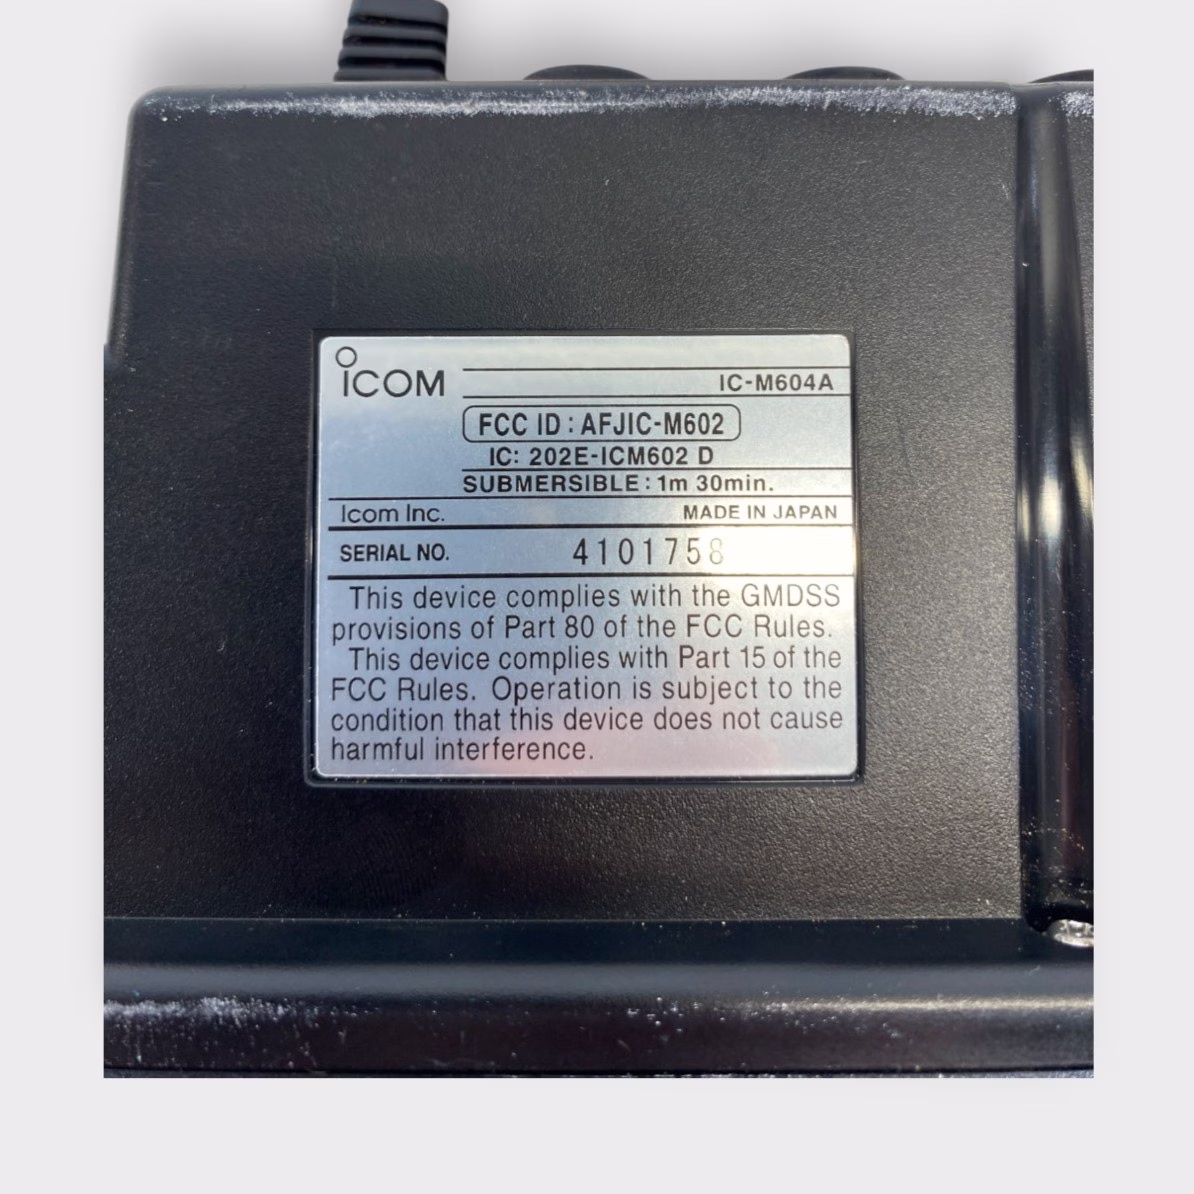 ICOM
IC-M604A
FCC ID : AFJIC-M602
IC: 202E-ICM602 D
SUBMERSIBLE : 1m 30min.
Icom Inc. MADE IN JAPAN
SERIAL NO. 4101758
This device complies with the GMDSS
provisions of Part 80 of the FCC Rules.
This device complies with Part 15 of the
FCC Rules. Operation is subject to the
condition that this device does not cause
harmful interference.